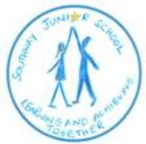 SOUTHWAY JUNIOR SCHOOL
LEARNING AND ACHIEVING
TOGETHER